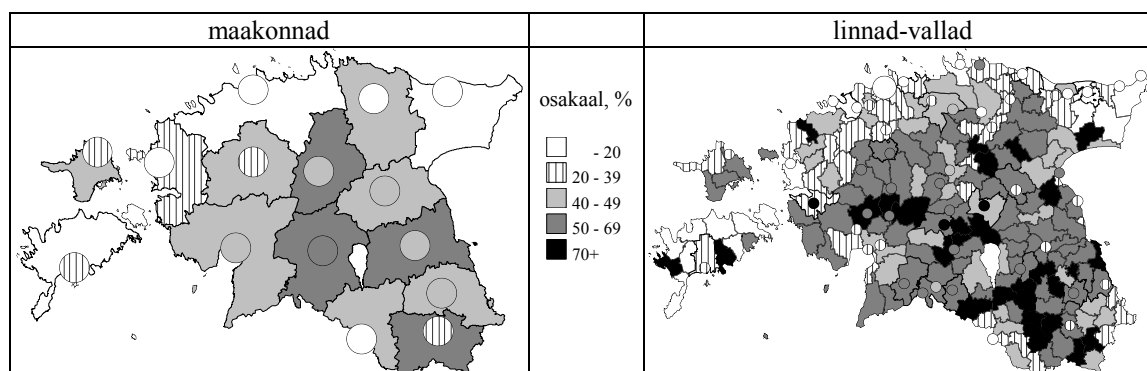 maakonnad
linnad-vallad
osakaal, %
- 20
20 - 39
40 - 49
50 - 69
70+